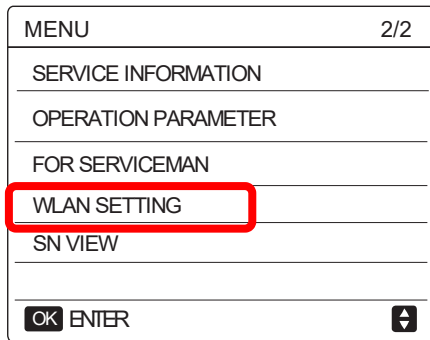 MENU 2/2
SERVICE INFORMATION
OPERATION PARAMETER
FOR SERVICEMAN
WLAN SETTING
SN VIEW
OK ENTER